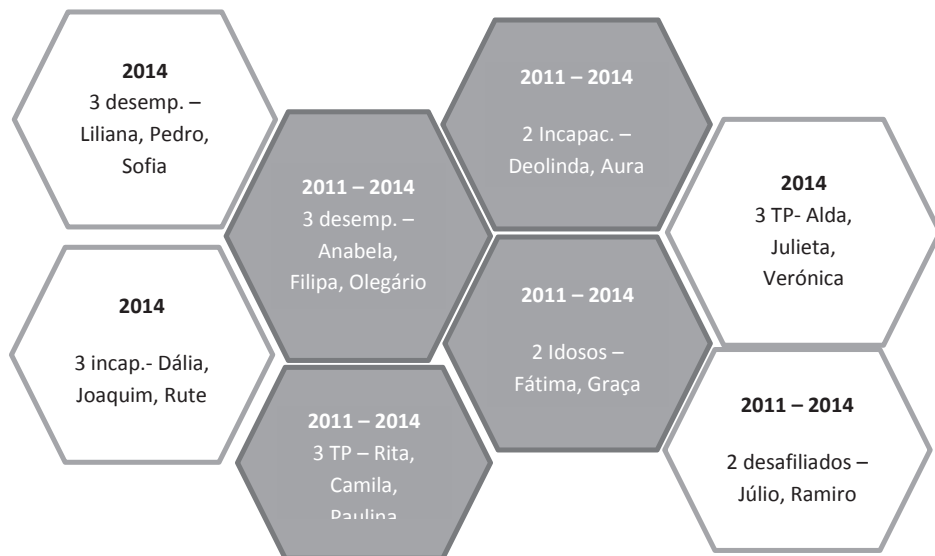 2014
3 desemp. –
Liliana, Pedro,
Sofia
2011 – 2014
3 desemp. –
Anabela,
Filipa, Olegário
2011 – 2014
2 Incapac. –
Deolinda, Aura
2014
3 TP- Alda,
Julieta,
Verónica
2014
3 incap.- Dália,
Joaquim, Rute
2011 – 2014
3 TP – Rita,
Camila,
Paulina
2011 – 2014
2 Idosos –
Fátima, Graça
2011 – 2014
2 desafiliados –
Júlio, Ramiro